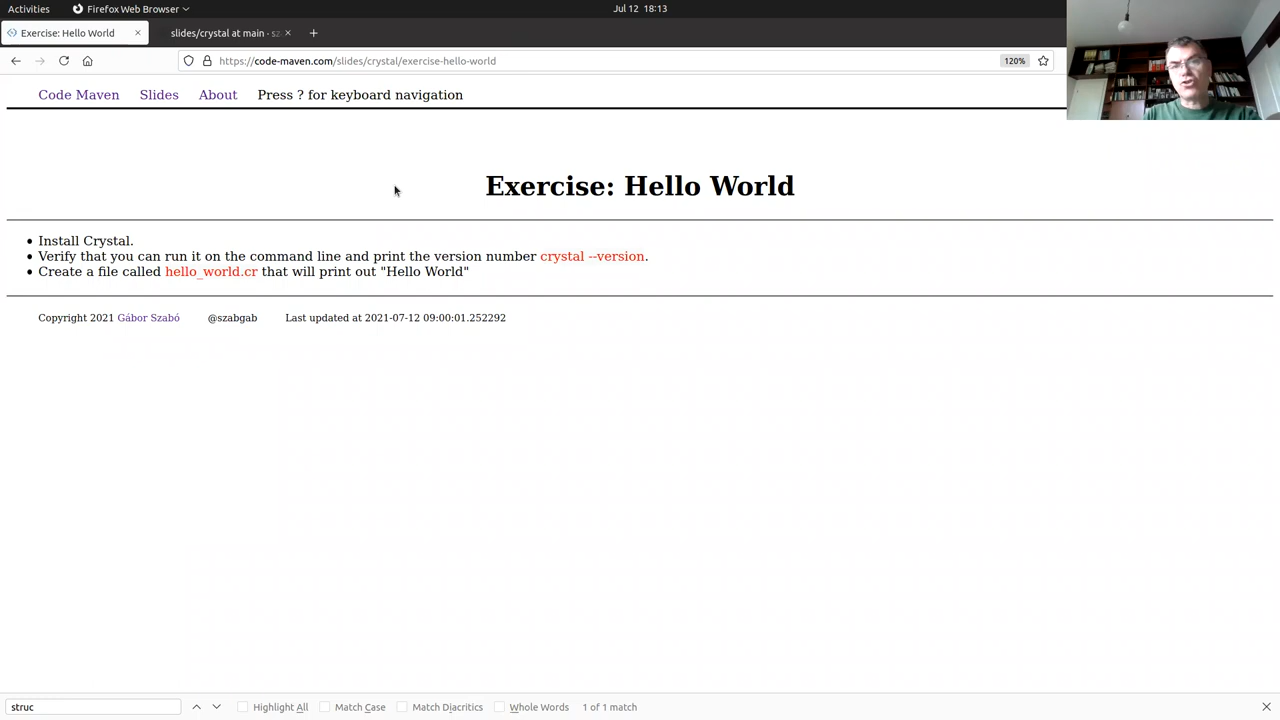 Activities Firefox Web Browser Jul 12 18:13
Exercise: Hello World slides/crystal at main · sz
https://code-maven.com/slides/crystal/exercise-hello-world 120%
Code Maven Slides About Press ? for keyboard navigation
Exercise: Hello World
• Install Crystal.
• Verify that you can run it on the command line and print the version number crystal --version.
• Create a file called hello_world.cr that will print out "Hello World"
Copyright 2021 Gábor Szabó @szabgab Last updated at 2021-07-12 09:00:01.252292
struc Highlight All Match Case Match Diacritics Whole Words 1 of 1 match